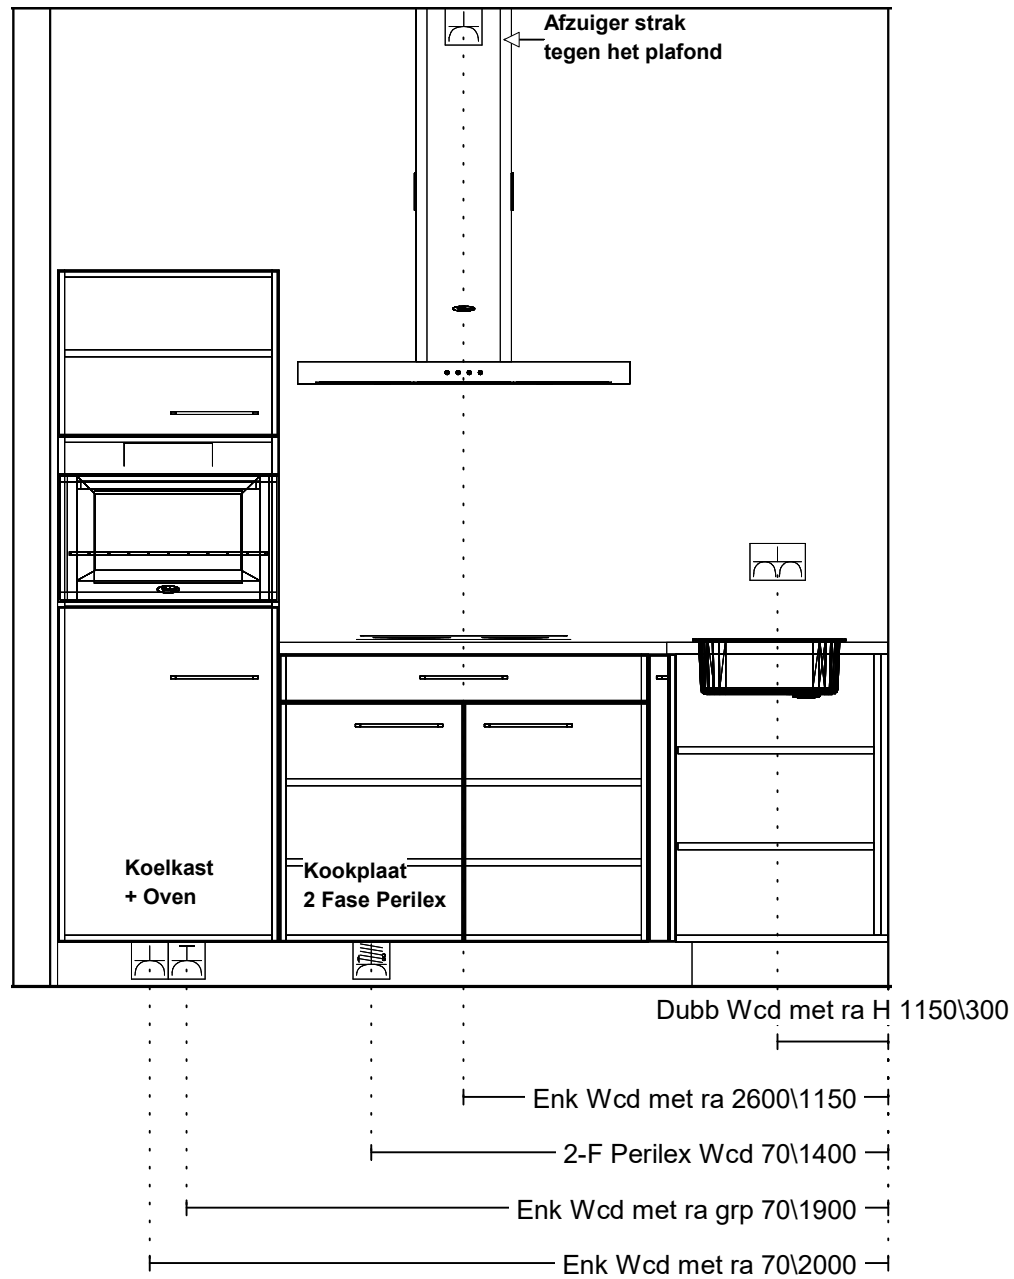 Afzuiger strak
tegen het plafond
Koelkast
+ Oven
Kookplaat
2 Fase Perilex
Dubb Wcd met ra H 1150\300
Enk Wcd met ra 2600\1150
2-F Perilex Wcd 70\1400
Enk Wcd met ra grp 70\1900
Enk Wcd met ra 70\2000